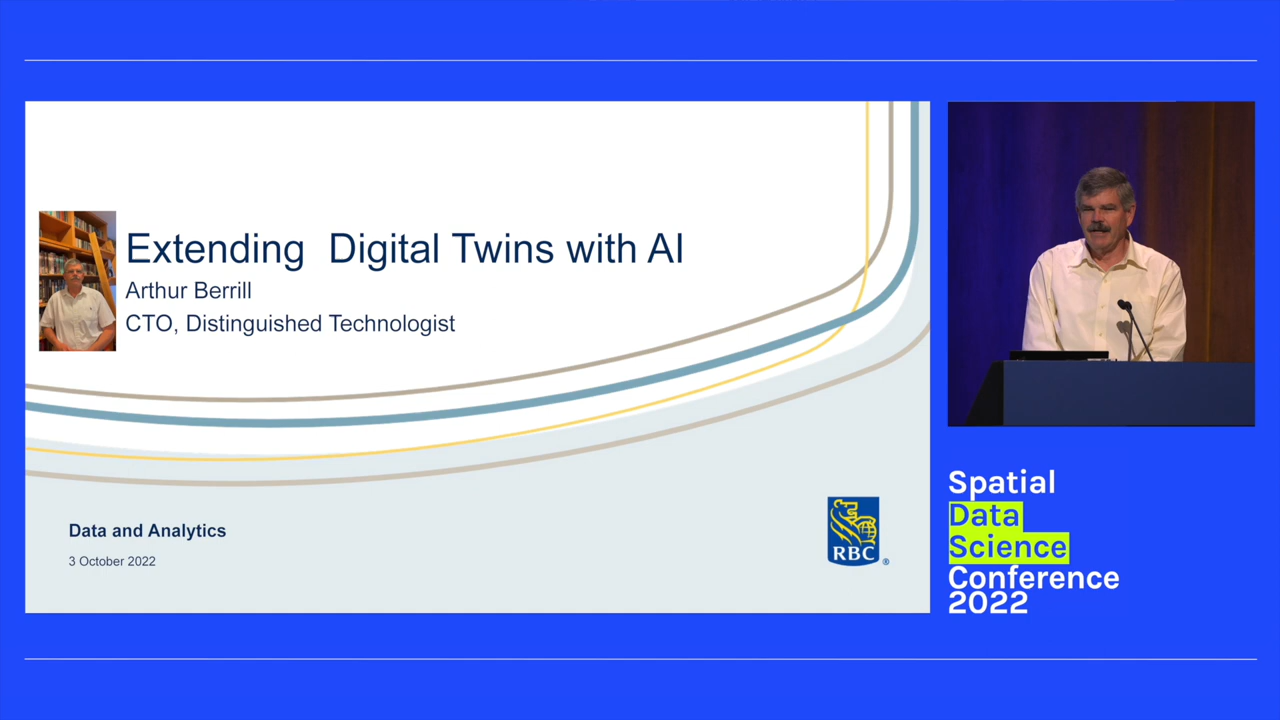 Extending  Digital Twins with AI
Arthur Berrill
CTO, Distinguished Technologist
Data and Analytics
3 October 2022
RBC
®
Spatial
Data
Science
Conference
2022